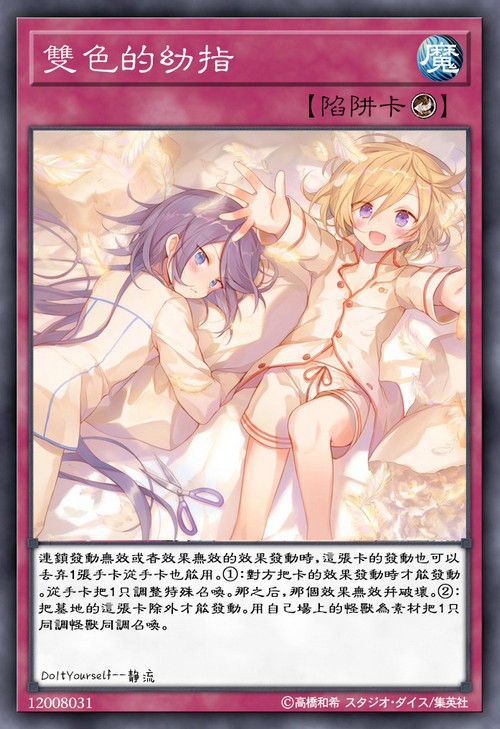 雙色的幼指
魔
【陷阱卡】
連鎖發動無效或者效果無效的效果發動時,這張卡的發動也可以
丟弃1張手卡從手卡也能用。①:對方把卡的效果發動時才能發動
。從手卡把1只調整特殊召喚。那之后,那個效果無效并破壞。②:
把墓地的這張卡除外才能發動。用自己場上的怪獸為素材把1只
同調怪獸同調召喚。
DoItYourself--静流
12008031
©高橋和希 スタジオ・ダイス/集英社